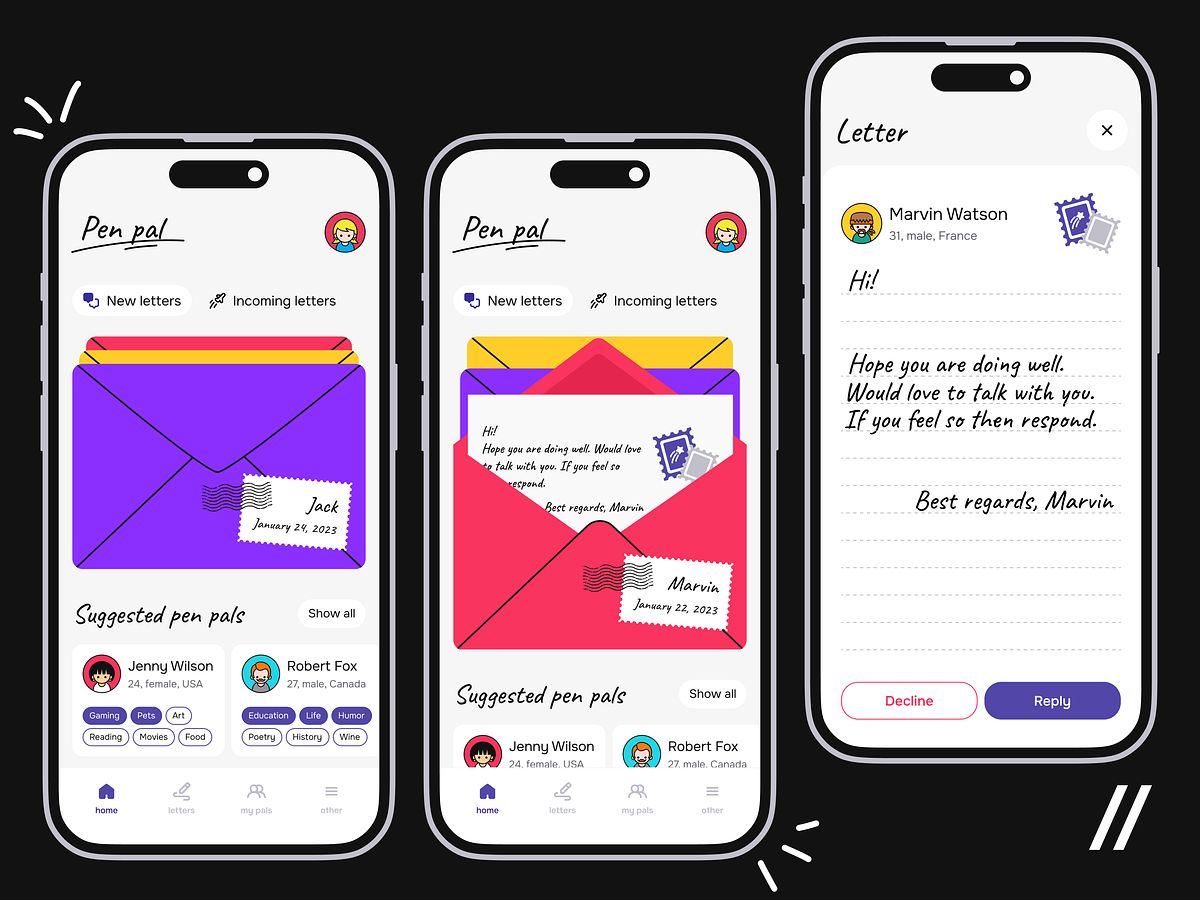 Pen pal
New letters
Incoming letters
Jack
January 24, 2023
Suggested pen pals
Show all
Jenny Wilson
24, female, USA
Gaming
Pets
Art
Reading
Movies
Food
Robert Fox
27, male, Canada
Education
Life
Humor
Poetry
History
Wine
home
letters
my pals
other
Pen pal
New letters
Incoming letters
Hi!
Hope you are doing well. Would love
to talk with you. If you feel so
respond.
Best regards, Marvin
Marvin
January 22, 2023
Suggested pen pals
Show all
Jenny Wilson
24, female, USA
Robert Fox
27, male, Canada
home
letters
my pals
other
Letter
Marvin Watson
31, male, France
Hi!
Hope you are doing well.
Would love to talk with you.
If you feel so then respond.
Best regards, Marvin
Decline
Reply